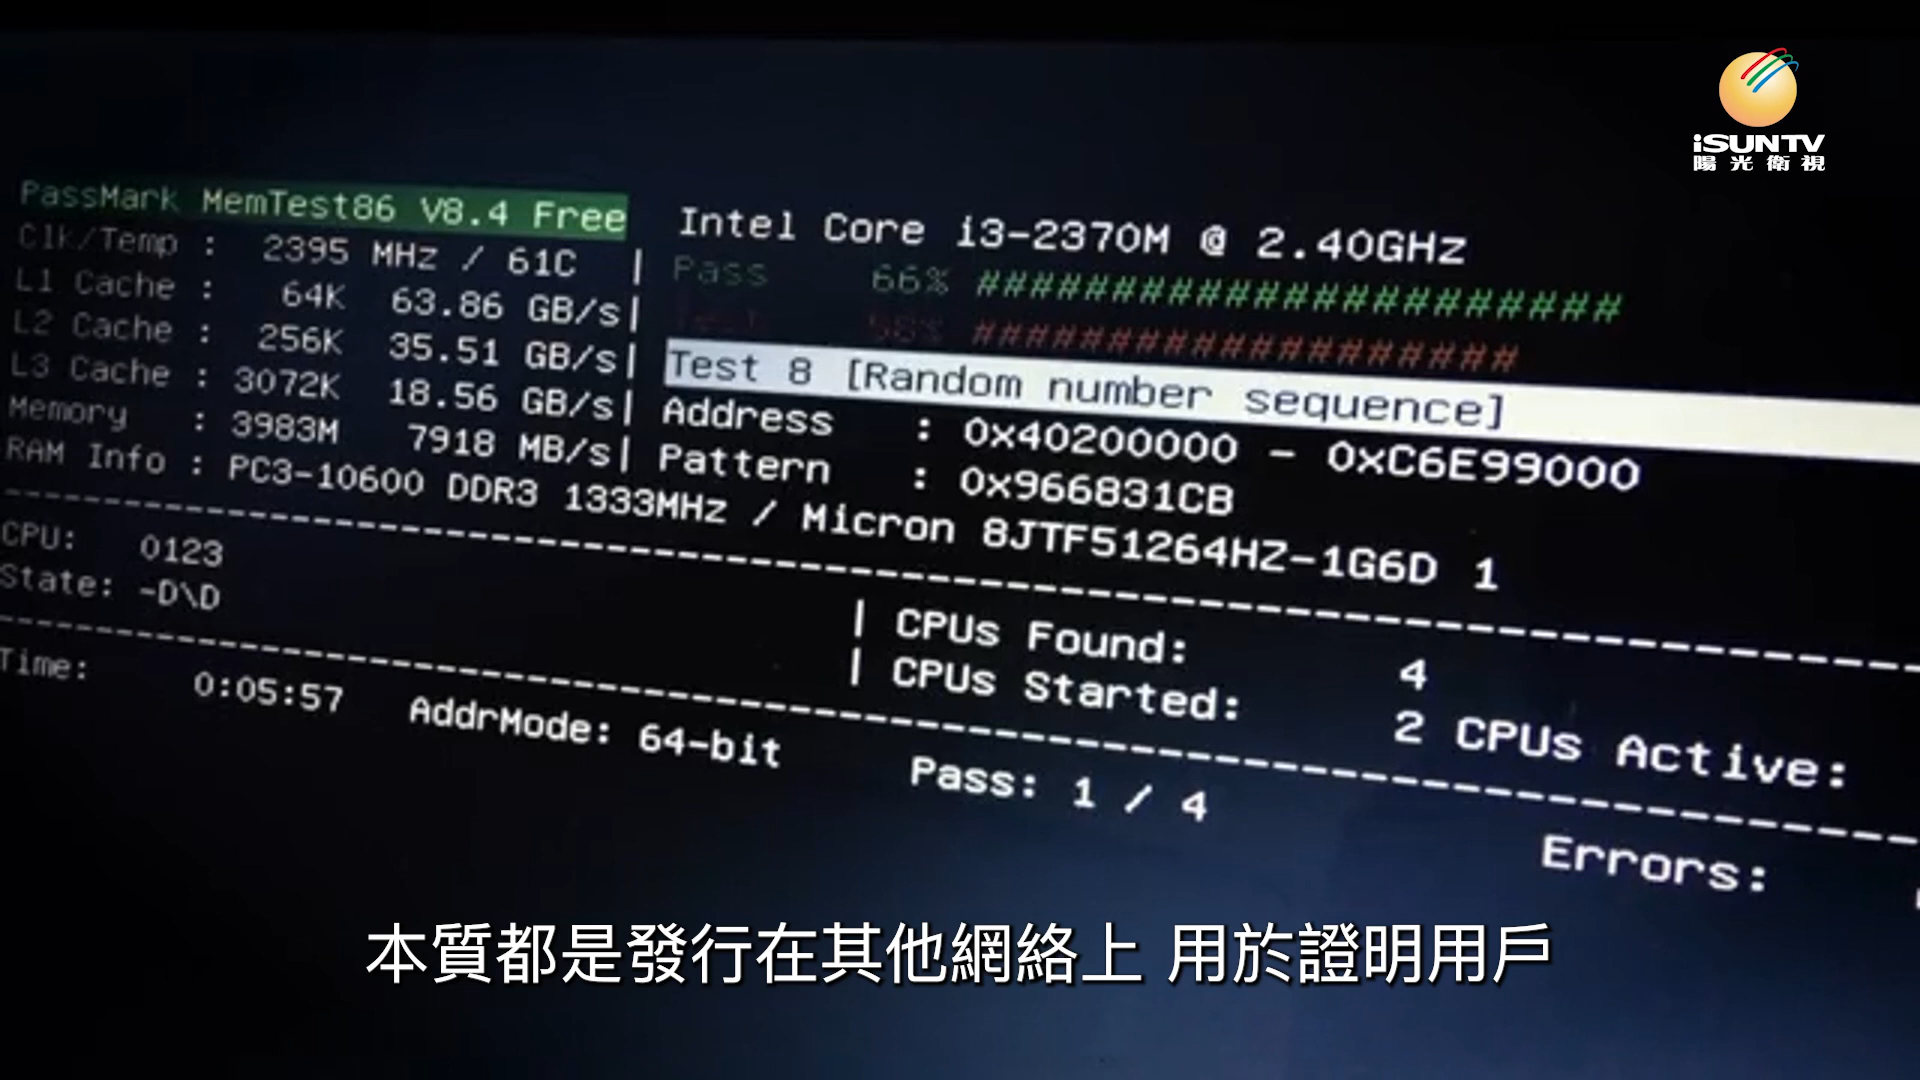 iSUNTV
陽光衛視
PassMark MemTest86 V8.4 Free
Intel Core i3-2370M @ 2.40GHz
Clk/Temp : 2395 MHz / 61C |
Pass 66% ########################
L1 Cache : 64K 63.86 GB/s|
58% ####################
L2 Cache : 256K 35.51 GB/s|
Test 8 [Random number sequence]
L3 Cache : 3072K 18.56 GB/s|
Address : 0x40200000 - 0xC6E99000
Memory : 3983M 7918 MB/s|
Pattern : 0x966831CB
RAM Info : PC3-10600 DDR3 1333MHz / Micron 8JTF51264HZ-1G6D 1
CPU: 0123
| CPUs Found: 4
State: -D\D
| CPUs Started: 2 CPUs Active:
Time: 0:05:57 AddrMode: 64-bit Pass: 1 / 4 Errors:
本質都是發行在其他網絡上 用於證明用戶